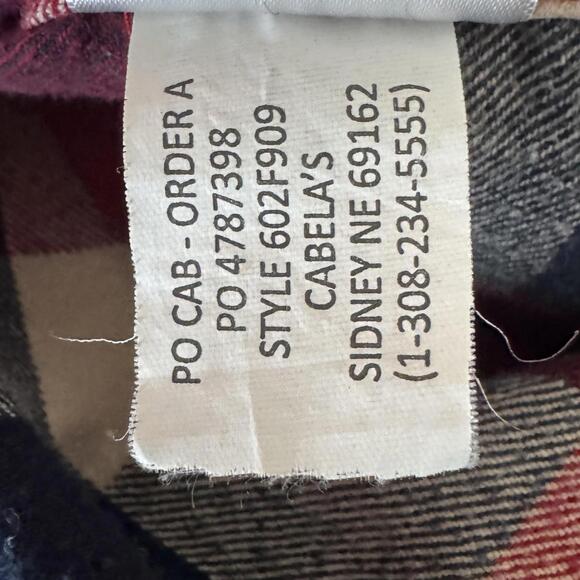 PO CAB - ORDER A
PO 4787398
STYLE 602F909
CABELA'S
SIDNEY NE 69162
(1-308-234-5555)